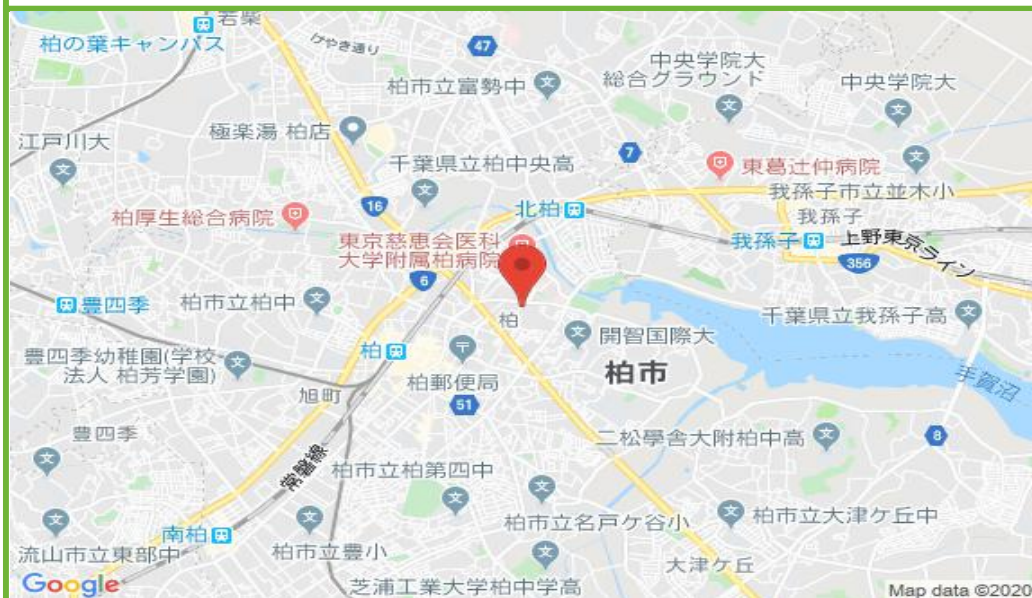 若柴
柏の葉キャンパス
けやき通り
47
柏市立富勢中
中央学院大
総合グラウンド
中央学院大
江戸川大
極楽湯 柏店
7
千葉県立柏中央高
東葛辻仲病院
我孫子市立並木小
16
北柏
我孫子
柏厚生総合病院
東京慈恵会医科
大学附属柏病院
我孫子
上野東京ライン
356
6
豊四季
柏市立柏中
柏
開智国際大
千葉県立我孫子高
柏
豊四季幼稚園(学校
法人 柏芳学園)
柏郵便局
柏市
手賀沼
旭町
51
豊四季
二松學舎大附柏中高
8
常磐線
柏市立柏第四中
柏市立名戸ケ谷小
柏市立大津ケ丘中
南柏
流山市立東部中
柏市立豊小
大津ケ丘
芝浦工業大学柏中学高
Google
Map data ©2020